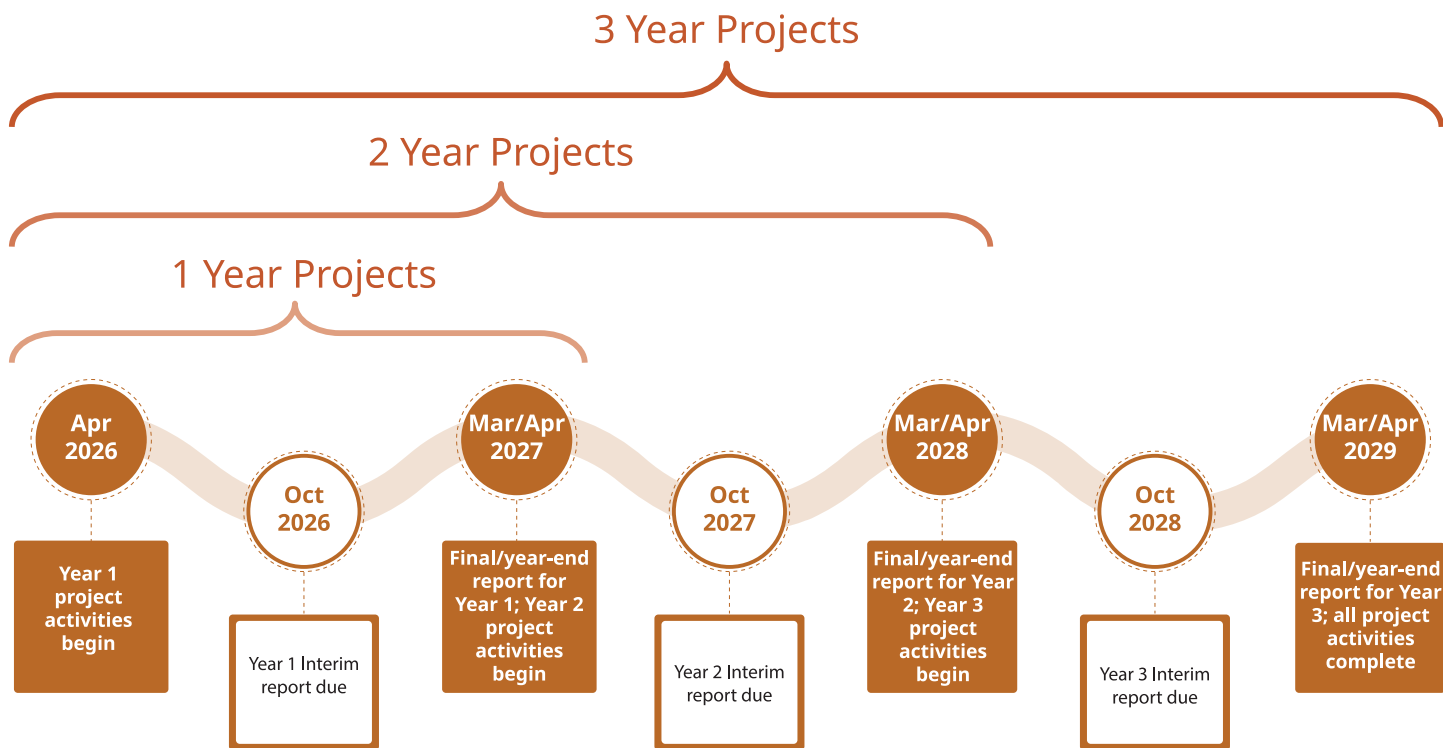 3 Year Projects
2 Year Projects
1 Year Projects
Apr
2026
Oct
2026
Mar/Apr
2027
Oct
2027
Mar/Apr
2028
Oct
2028
Mar/Apr
2029
Year 1
project
activities
begin
Year 1 Interim
report due
Final/year-end
report for
Year 1; Year 2
project
activities
begin
Year 2 Interim
report due
Final/year-end
report for Year
2; Year 3
project
activities
begin
Year 3 Interim
report due
Final/year-end
report for Year
3; all project
activities
complete